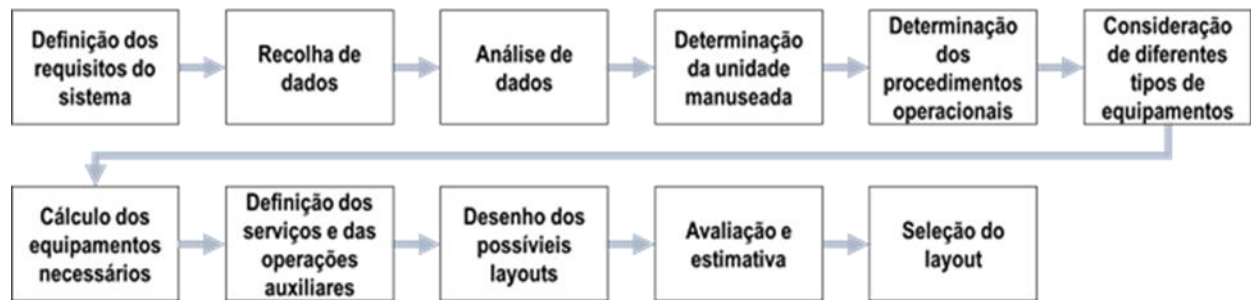 Definição dos
requisitos do
sistema
Recolha de
dados
Análise de
dados
Determinação
da unidade
manuseada
Determinação
dos
procedimentos
operacionais
Consideração
de diferentes
tipos de
equipamentos
Cálculo dos
equipamentos
necessários
Definição dos
serviços e das
operações
auxiliares
Desenho dos
possívieis
layouts
Avaliação e
estimativa
Seleção do
layout